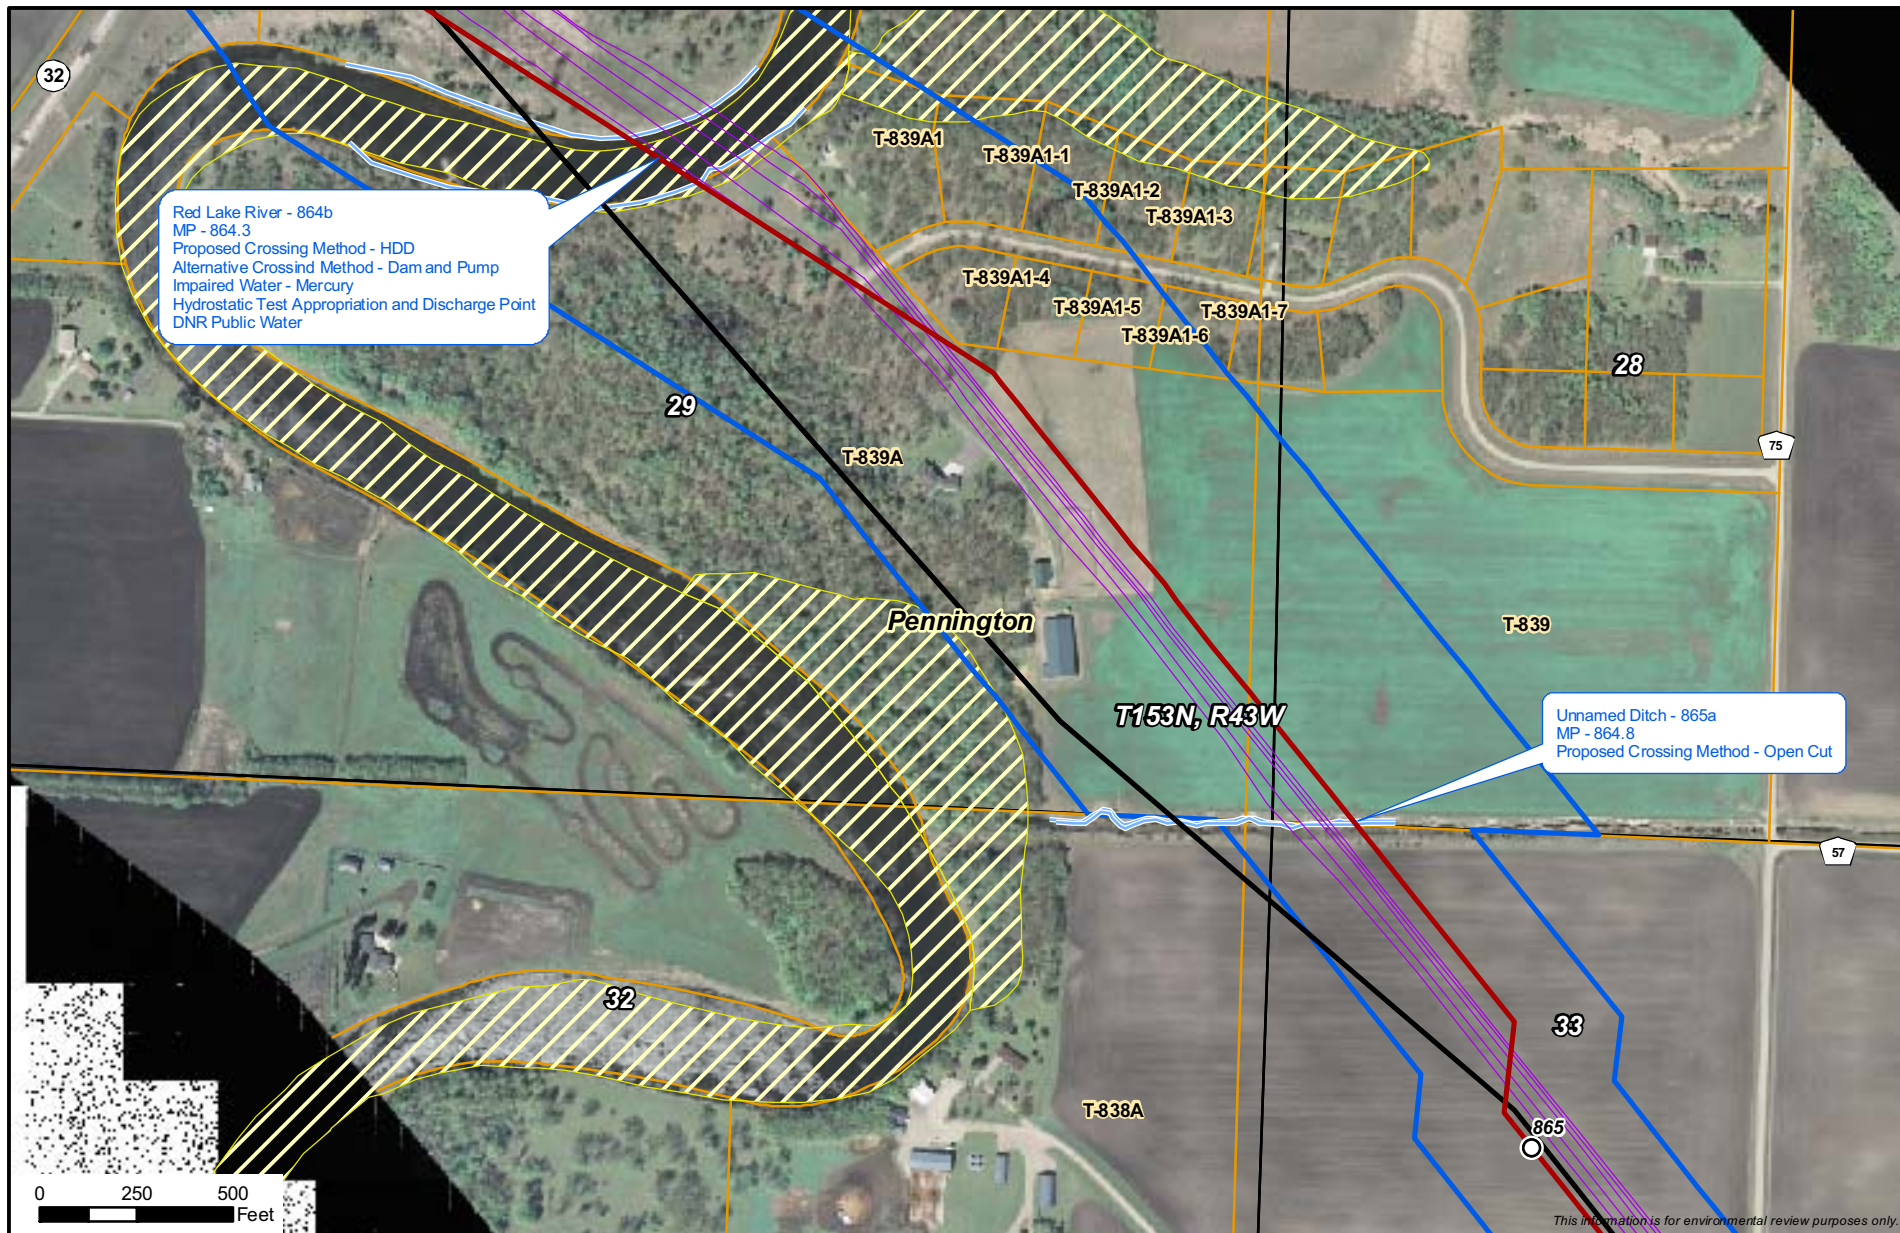 32
T-839A1
T-839A1-1
T-839A1-2
T-839A1-3
Red Lake River - 864b
MP - 864.3
Proposed Crossing Method - HDD
Alternative Crossind Method - Dam and Pump
Impaired Water - Mercury
Hydrostatic Test Appropriation and Discharge Point
DNR Public Water
T-839A1-4
T-839A1-5
T-839A1-7
T-839A1-6
28
29
75
T-839A
Pennington
T-839
T153N, R43W
Unnamed Ditch - 865a
MP - 864.8
Proposed Crossing Method - Open Cut
57
32
33
T-838A
865
0 250 500
Feet
This information is for environmental review purposes only.